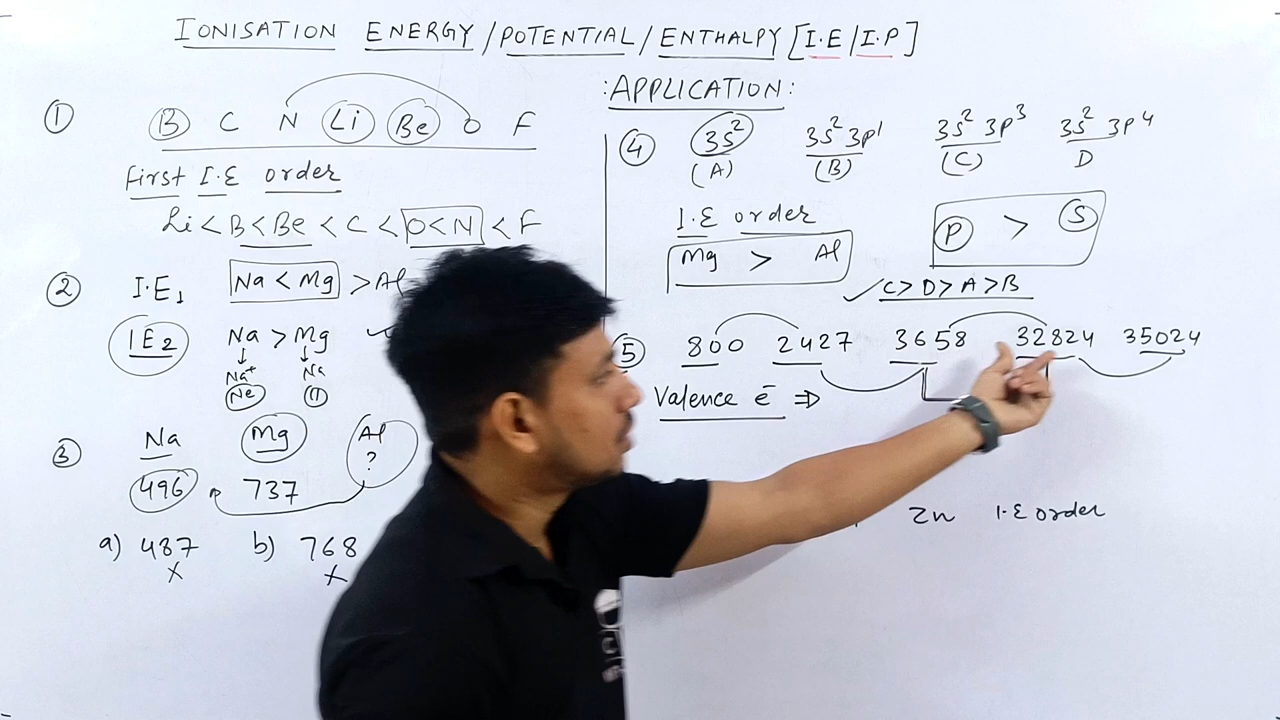 IONISATION ENERGY/POTENTIAL/ENTHALPY [I.E/I.P]
:APPLICATION:
① B C N Li Be O F
First I.E order
Li < B < Be < C < O < N < F
② I.E₁ Na < Mg > Al
IE₂ Na > Mg ✓
↓ ↓
Na⁺ Na
Ne
③ Na Mg Al
?
496 737
a) 487 b) 768
x x
④ 3s² 3s² 3p¹ 3s² 3p³ 3s² 3p⁴
(A) (B) (C) D
I.E order
Mg > Al P > S
✓ C > D > A > B
⑤ 800 2427 3658 32824 35024
Valence e⁻ ⇒
Zn I.E order